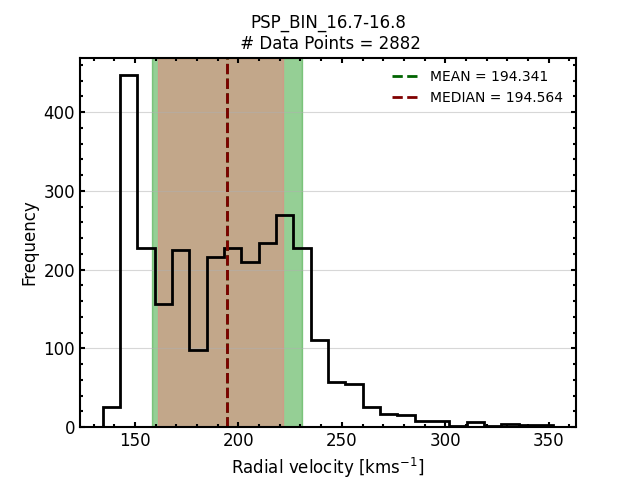 PSP_BIN_16.7-16.8
# Data Points = 2882
MEAN = 194.341
MEDIAN = 194.564
Frequency
400
300
200
100
0
150 200 250 300 350
Radial velocity [kms⁻¹]